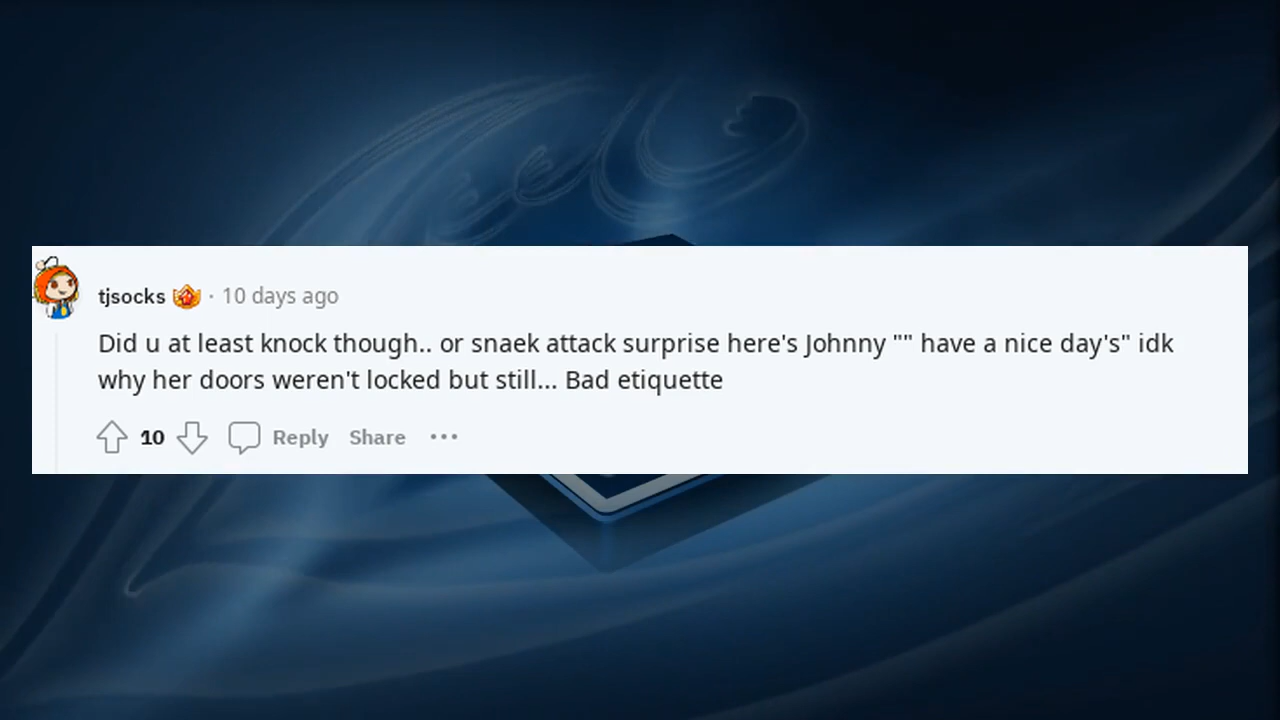 tjsocks · 10 days ago
Did u at least knock though.. or snaek attack surprise here's Johnny "" have a nice day's" idk
why her doors weren't locked but still... Bad etiquette
10 Reply Share ···